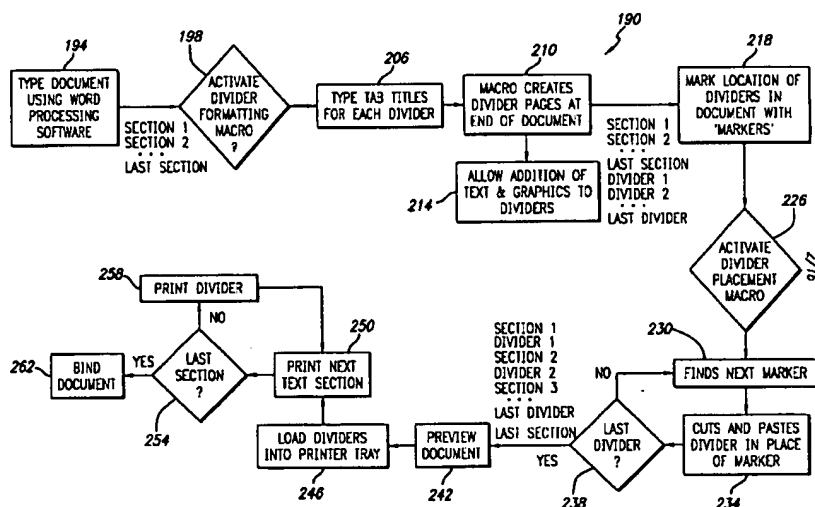 190
194
TYPE DOCUMENT
USING WORD
PROCESSING
SOFTWARE
SECTION 1
SECTION 2
...
LAST SECTION
198
ACTIVATE
DIVIDER
FORMATTING
MACRO
?
206
TYPE TAB TITLES
FOR EACH DIVIDER
210
MACRO CREATES
DIVIDER PAGES AT
END OF DOCUMENT
214
ALLOW ADDITION OF
TEXT & GRAPHICS TO
DIVIDERS
SECTION 1
SECTION 2
...
LAST SECTION
DIVIDER 1
DIVIDER 2
...
LAST DIVIDER
218
MARK LOCATION OF
DIVIDERS IN
DOCUMENT WITH
'MARKERS'
226
ACTIVATE
DIVIDER
PLACEMENT
MACRO
230
FINDS NEXT MARKER
CUTS AND PASTES
DIVIDER IN PLACE
OF MARKER
234
NO
LAST
DIVIDER
?
238
YES
SECTION 1
DIVIDER 1
SECTION 2
DIVIDER 2
SECTION 3
...
LAST DIVIDER
LAST SECTION
PREVIEW
DOCUMENT
242
LOAD DIVIDERS
INTO PRINTER TRAY
246
250
PRINT NEXT
TEXT SECTION
LAST
SECTION
?
254
NO
258
PRINT DIVIDER
YES
262
BIND
DOCUMENT